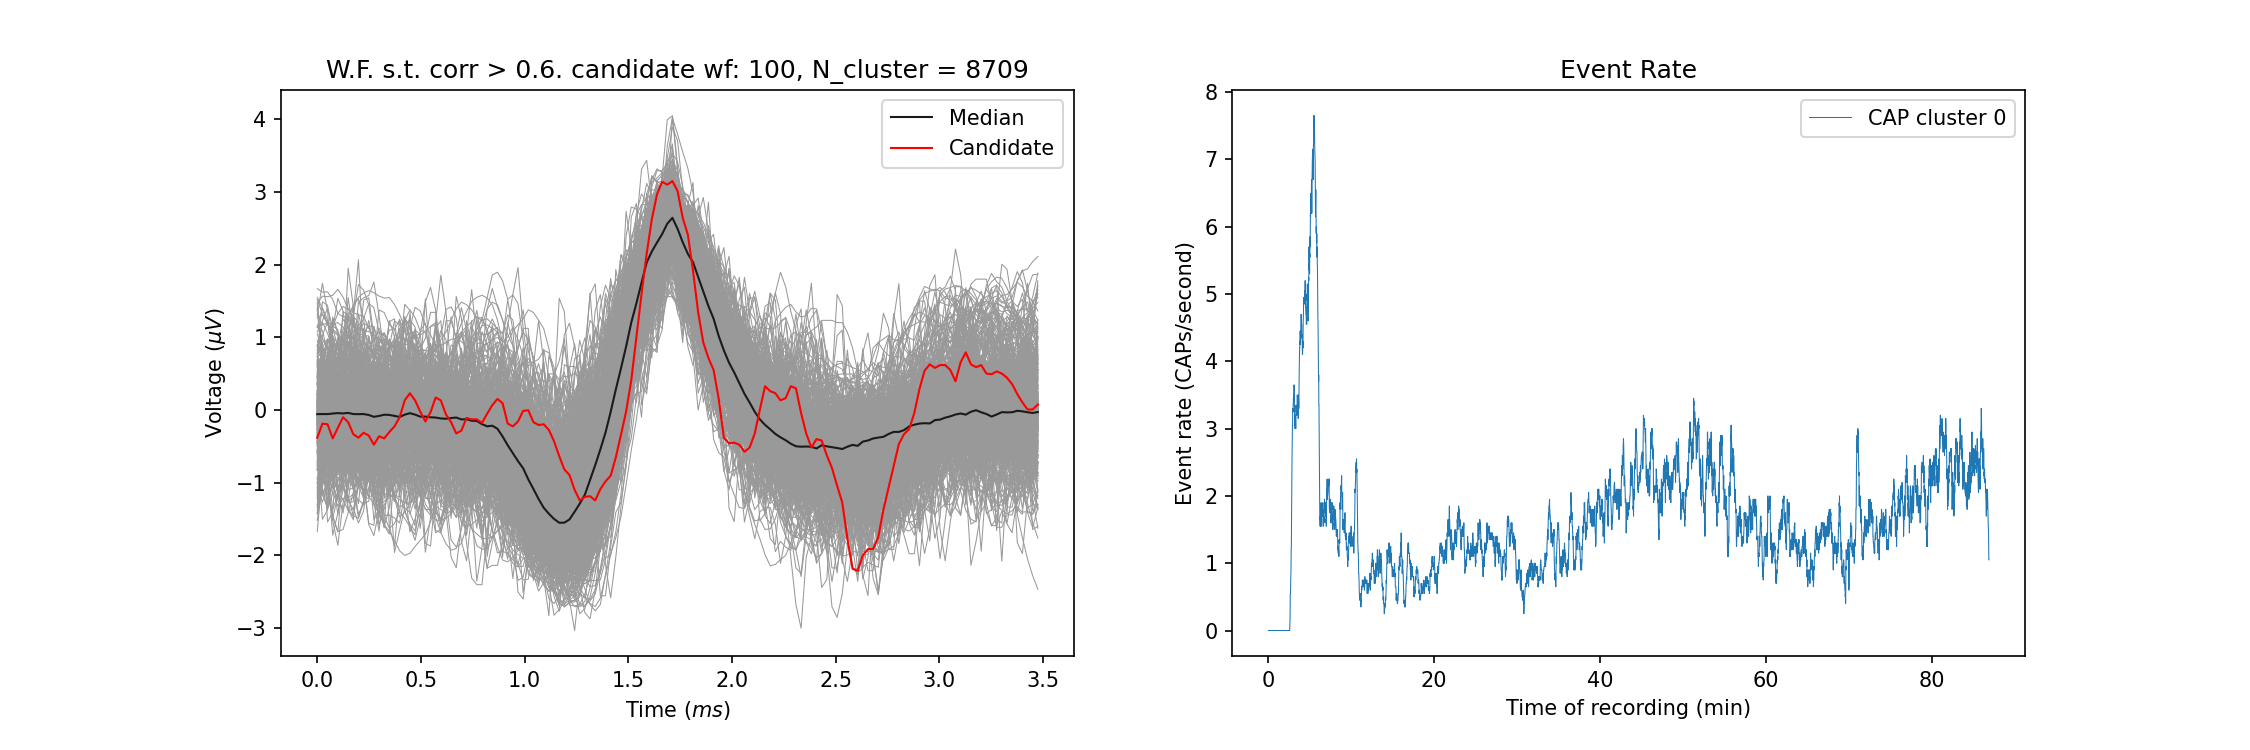 W.F. s.t. corr > 0.6. candidate wf: 100, N_cluster = 8709
Median
Candidate
4
3
2
1
0
−1
−2
−3
Voltage (μV)
0.0 0.5 1.0 1.5 2.0 2.5 3.0 3.5
Time (ms)
Event Rate
CAP cluster 0
8
7
6
5
4
3
2
1
0
Event rate (CAPs/second)
0 20 40 60 80
Time of recording (min)